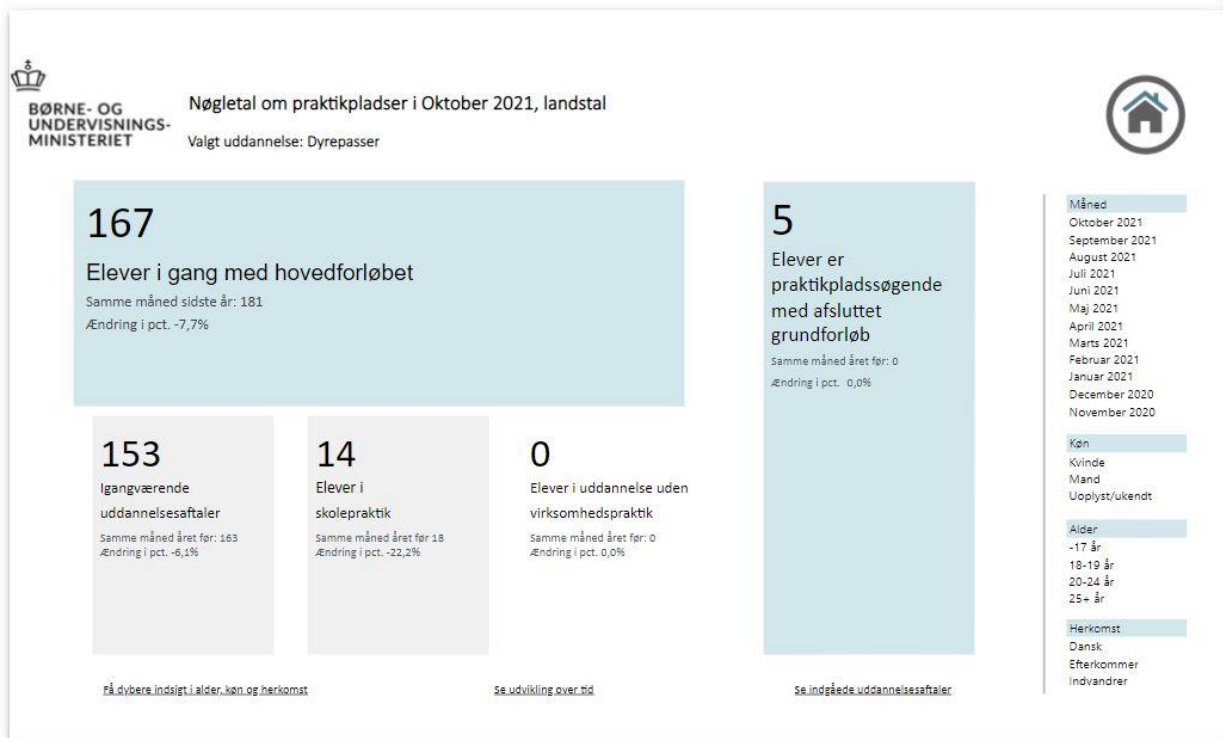 BØRNE- OG
UNDERVISNINGS-
MINISTERIET
Nøgletal om praktikpladser i Oktober 2021, landstal
Valgt uddannelse: Dyrepasser
167
Elever i gang med hovedforløbet
Samme måned sidste år: 181
Ændring i pct. -7,7%
5
Elever er
praktikpladssøgende
med afsluttet
grundforløb
Samme måned året før: 0
Ændring i pct. 0,0%
153
Igangværende
uddannelsesaftaler
Samme måned året før: 163
Ændring i pct. -6,1%
14
Elever i
skolepraktik
Samme måned året før 18
Ændring i pct. -22,2%
0
Elever i uddannelse uden
virksomhedspraktik
Samme måned året før: 0
Ændring i pct. 0,0%
Måned
Oktober 2021
September 2021
August 2021
Juli 2021
Juni 2021
Maj 2021
April 2021
Marts 2021
Februar 2021
Januar 2021
December 2020
November 2020
Køn
Kvinde
Mand
Uoplyst/ukendt
Alder
-17 år
18-19 år
20-24 år
25+ år
Herkomst
Dansk
Efterkommer
Indvandrer
Få dybere indsigt i alder, køn og herkomst
Se udvikling over tid
Se indgåede uddannelsesaftaler